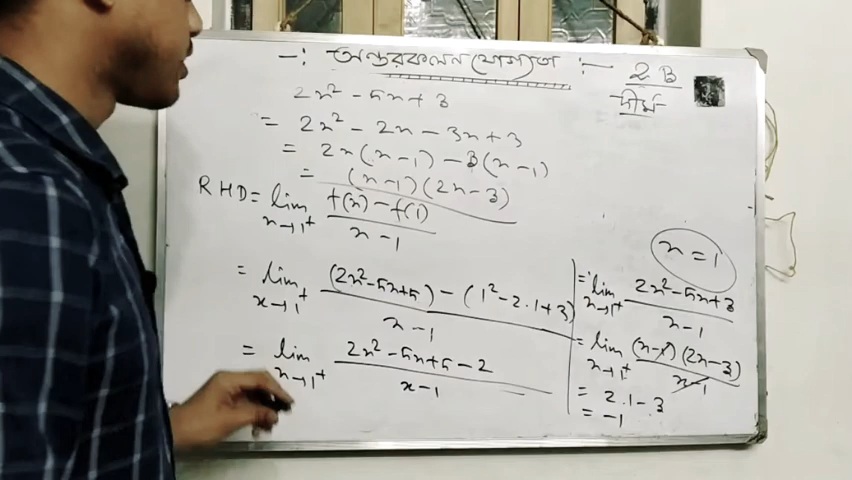 -: অন্তরকলন যোগ্যতা :-
2B
দীর্ঘ
2x² - 5x + 3
= 2x² - 2x - 3x + 3
= 2x(x-1) - 3(x-1)
= (x-1)(2x-3)
RHD = lim x→1⁺ f(x) - f(1) / x - 1
= lim x→1⁺ (2x²-5x+5) - (1²-2.1+3) / x - 1
= lim x→1⁺ 2x² - 5x + 5 - 2 / x - 1
x = 1
= lim x→1⁺ 2x²-5x+3 / x - 1
= lim x→1⁺ (x-1)(2x-3) / x-1
= 2.1 - 3
= -1